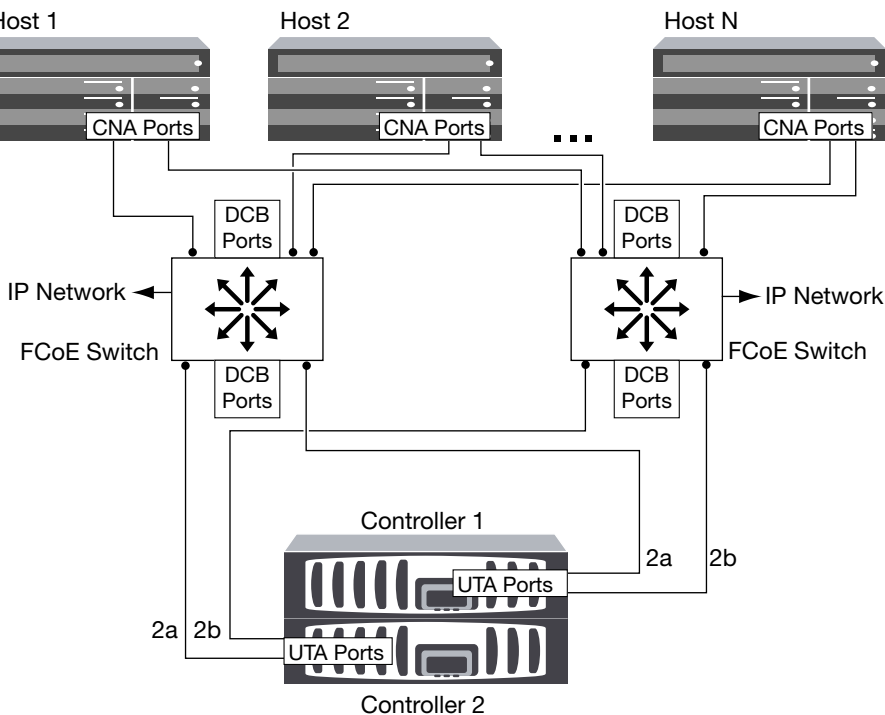 Host 1
Host 2
Host N
CNA Ports
CNA Ports
CNA Ports
DCB
Ports
DCB
Ports
IP Network
IP Network
FCoE Switch
FCoE Switch
DCB
Ports
DCB
Ports
Controller 1
2a
2b
UTA Ports
2a
2b
UTA Ports
Controller 2